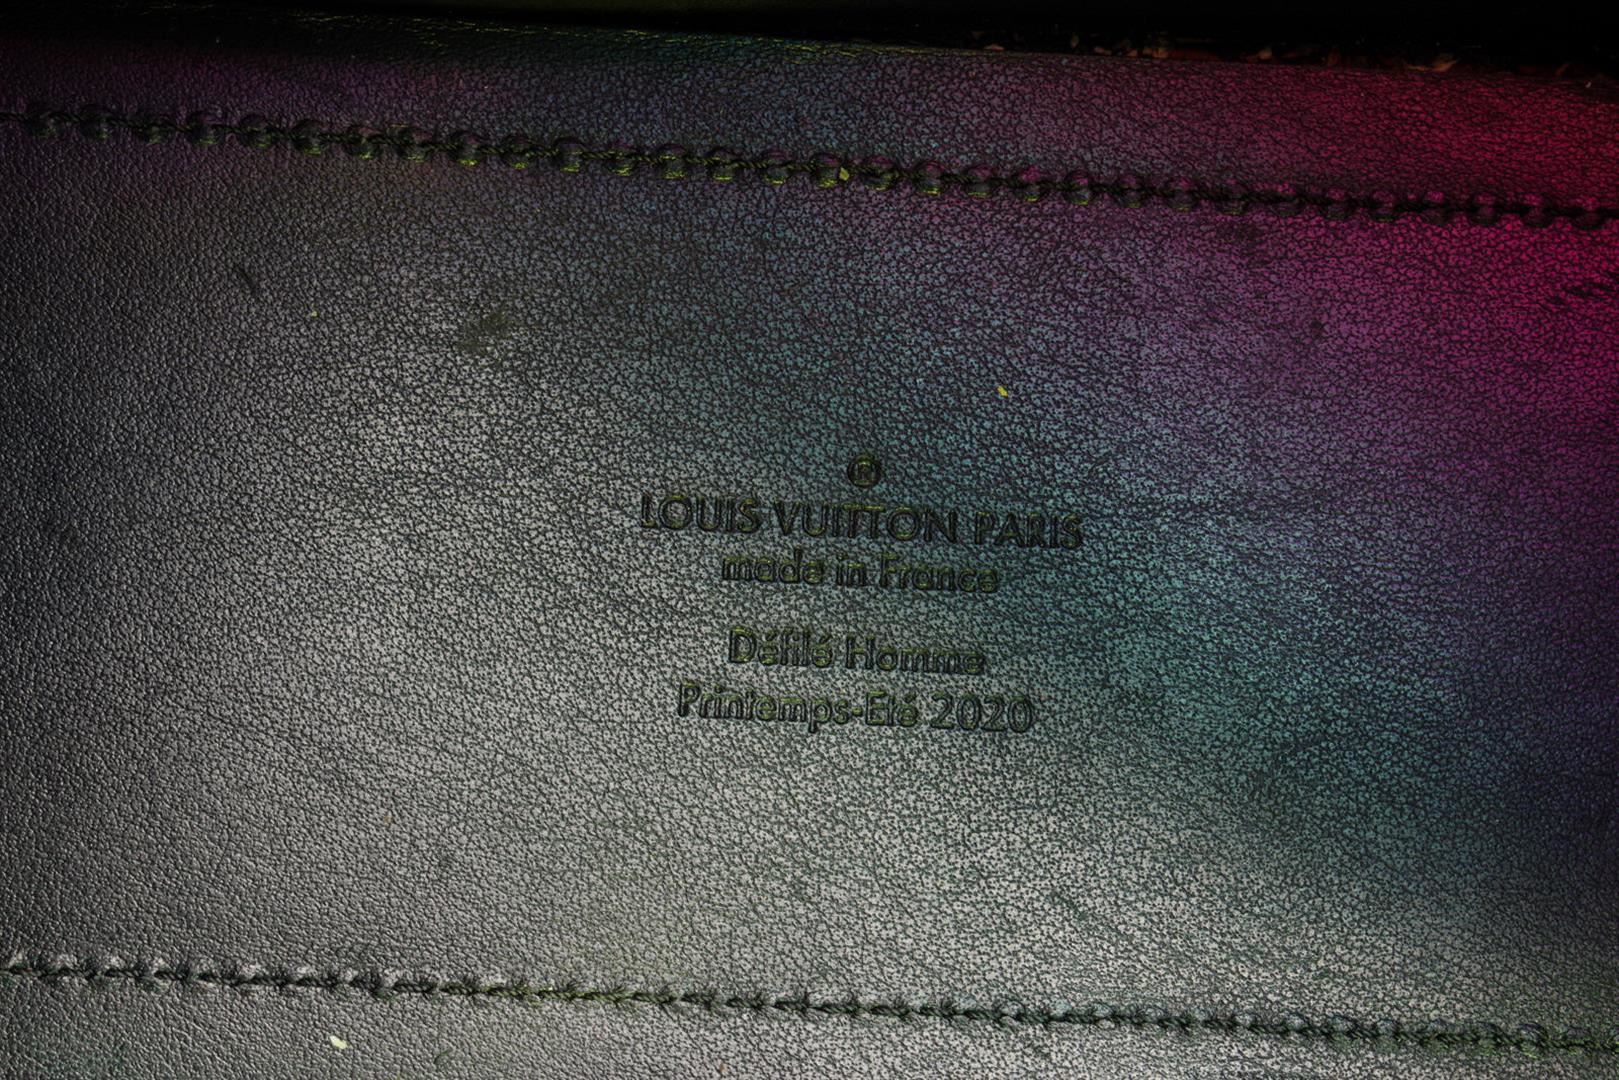 ®
LOUIS VUITTON PARIS
made in France
Défilé Homme
Printemps-Eté 2020